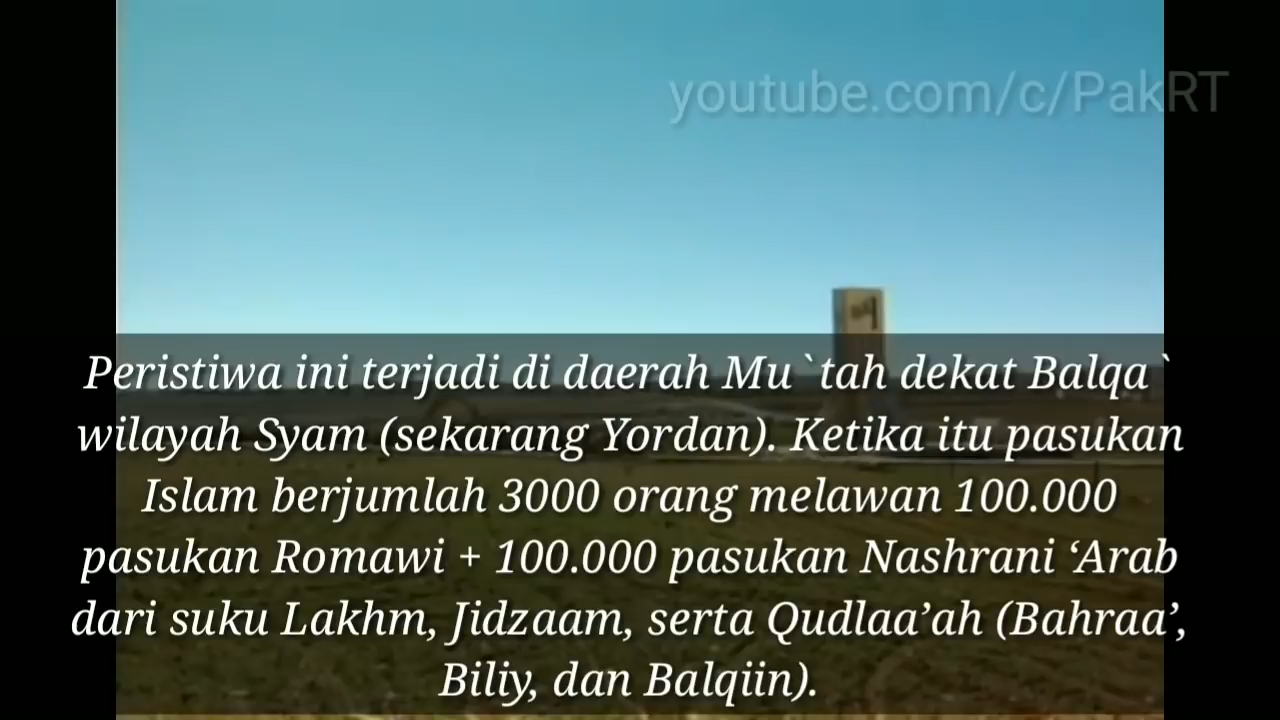 youtube.com/c/PakRT
Peristiwa ini terjadi di daerah Mu`tah dekat Balqa`
wilayah Syam (sekarang Yordan). Ketika itu pasukan
Islam berjumlah 3000 orang melawan 100.000
pasukan Romawi + 100.000 pasukan Nashrani ‘Arab
dari suku Lakhm, Jidzaam, serta Qudlaa’ah (Bahraa’,
Biliy, dan Balqiin).